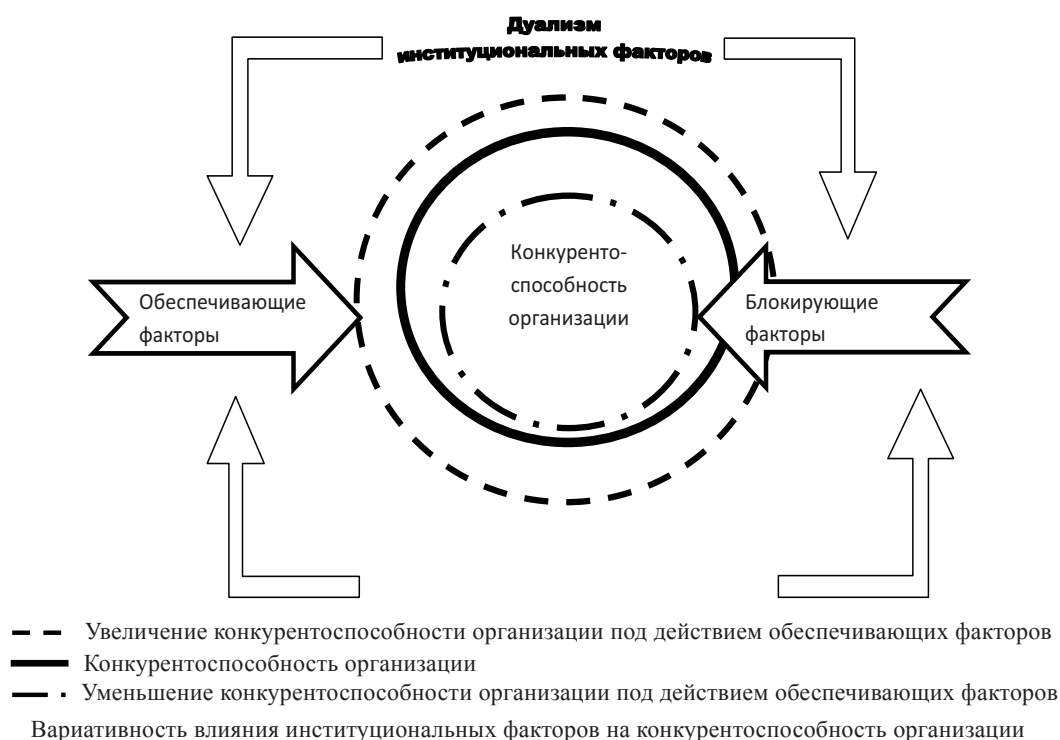 Дуализм
институциональных факторов
Конкуренто-
способность
организации
Обеспечивающие
факторы
Блокирующие
факторы
Увеличение конкурентоспособности организации под действием обеспечивающих факторов
Конкурентоспособность организации
Уменьшение конкурентоспособности организации под действием обеспечивающих факторов
Вариативность влияния институциональных факторов на конкурентоспособность организации